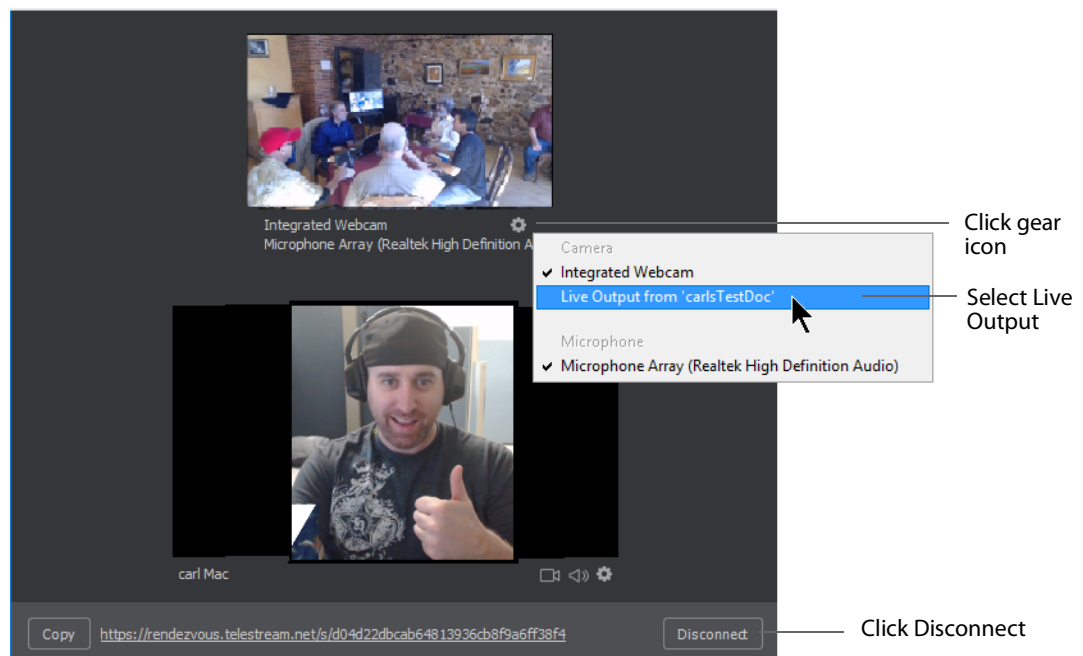 Integrated Webcam
Microphone Array (Realtek High Definition A
Click gear
icon
Camera
Integrated Webcam
Live Output from 'carlsTestDoc'
Select Live
Output
Microphone
Microphone Array (Realtek High Definition Audio)
carl Mac
Copy
https://rendezvous.telestream.net/s/d04d22dbcab64813936cb8f9a6ff38f4
Disconnect
Click Disconnect